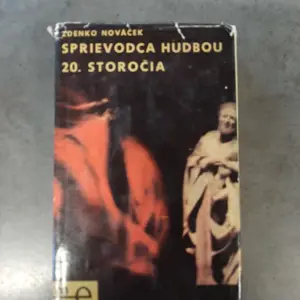 ZDENKO NOVÁČEK
SPRIEVODCA HUDBOU
20. STOROČIA